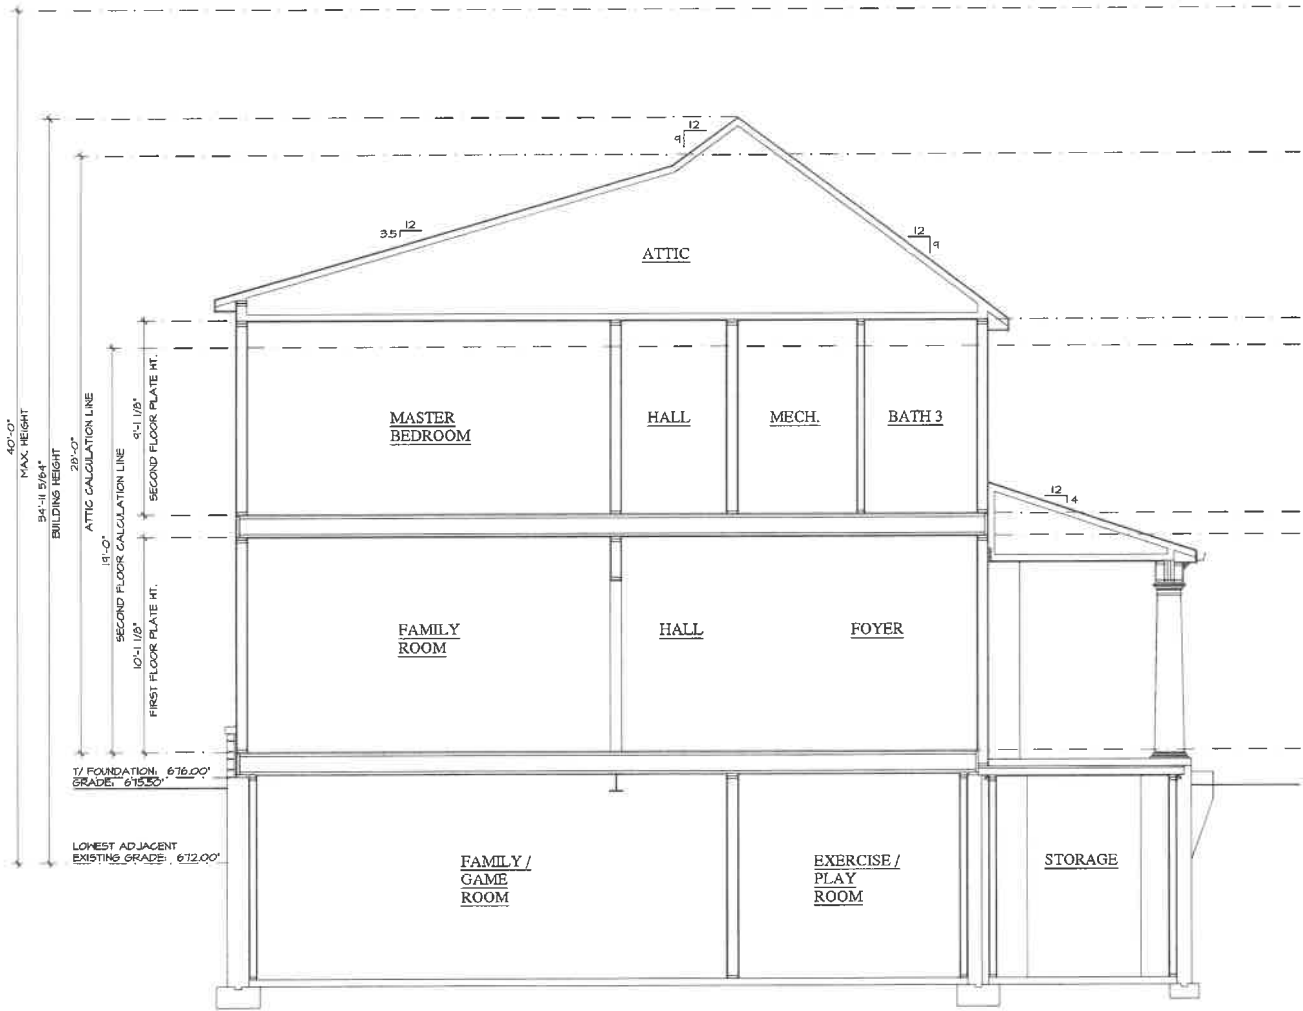 12
9
12
3.5
12
9
ATTIC
40'-0"
MAX. HEIGHT
34'-11 5/64"
BUILDING HEIGHT
28'-0"
ATTIC CALCULATION LINE
19'-0"
SECOND FLOOR CALCULATION LINE
9'-1 1/8"
SECOND FLOOR PLATE HT.
10'-1 1/8"
FIRST FLOOR PLATE HT.
MASTER
BEDROOM
HALL
MECH.
BATH 3
12
4
FAMILY
ROOM
HALL
FOYER
T/ FOUNDATION: 676.00'
GRADE: 675.50'
LOWEST ADJACENT
EXISTING GRADE: 672.00'
FAMILY /
GAME
ROOM
EXERCISE /
PLAY
ROOM
STORAGE